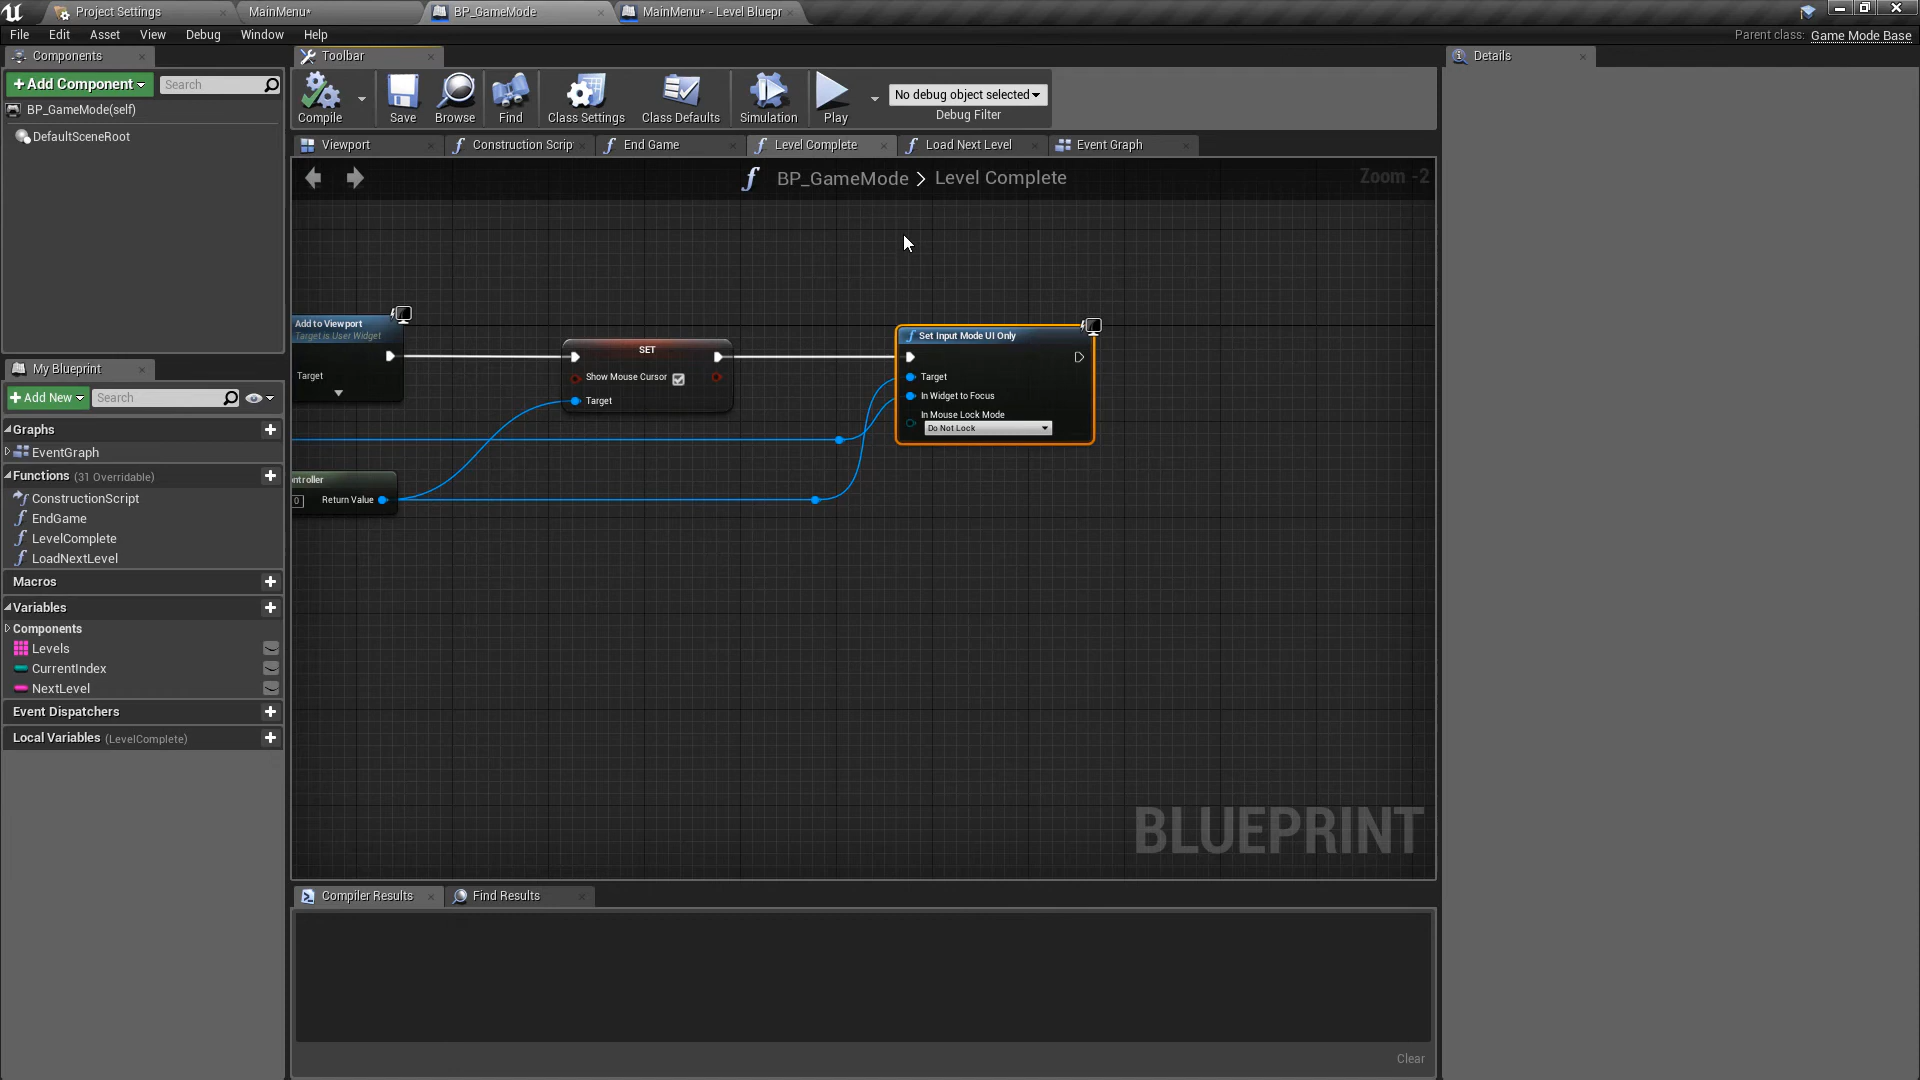 Project Settings
MainMenu*
BP_GameMode
MainMenu* - Level Bluepr
File
Edit
Asset
View
Debug
Window
Help
Parent class: Game Mode Base
Components
Toolbar
Details
+Add Component
Search
BP_GameMode(self)
DefaultSceneRoot
Compile
Save
Browse
Find
Class Settings
Class Defaults
Simulation
Play
No debug object selected
Debug Filter
Viewport
Construction Scrip
End Game
Level Complete
Load Next Level
Event Graph
BP_GameMode > Level Complete
Zoom -2
Add to Viewport
Target is User Widget
Target
SET
Show Mouse Cursor
Target
Set Input Mode UI Only
Target
In Widget to Focus
In Mouse Lock Mode
Do Not Lock
ontroller
0
Return Value
BLUEPRINT
My Blueprint
+Add New
Search
Graphs
EventGraph
Functions (31 Overridable)
ConstructionScript
EndGame
LevelComplete
LoadNextLevel
Macros
Variables
Components
Levels
CurrentIndex
NextLevel
Event Dispatchers
Local Variables (LevelComplete)
Compiler Results
Find Results
Clear